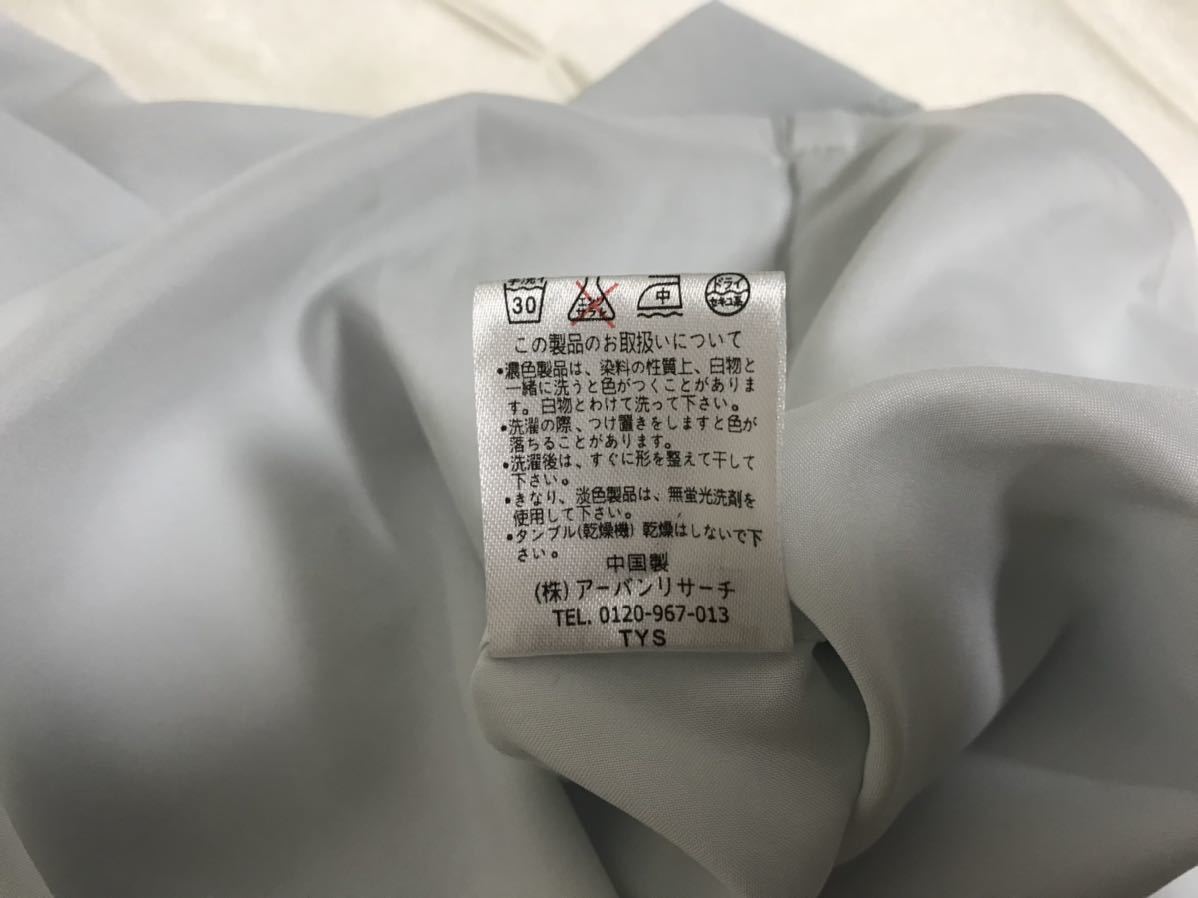 30 中 ドライ
セキユ系
この製品のお取扱いについて
•濃色製品は、染料の性質上、白物と
一緒に洗うと色がつくことがありま
す。白物とわけて洗って下さい。
•洗濯の際、つけ置きをしますと色が
落ちることがあります。
•洗濯後は、すぐに形を整えて干して
下さい。
•きなり、淡色製品は、無蛍光洗剤を
使用して下さい。
•タンブル(乾燥機) 乾燥はしないで下
さい。
中国製
(株) アーバンリサーチ
TEL. 0120-967-013
TYS